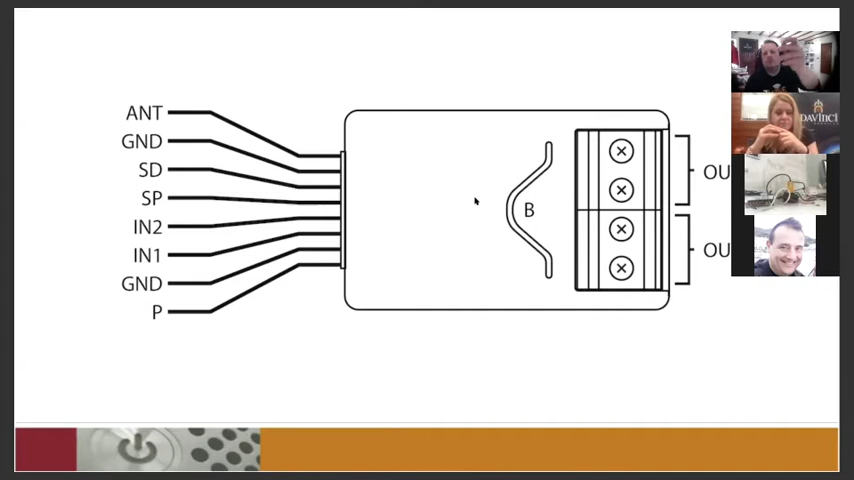 ANT
GND
SD
SP
IN2
IN1
GND
P
B
OU
OU
DAVINCI